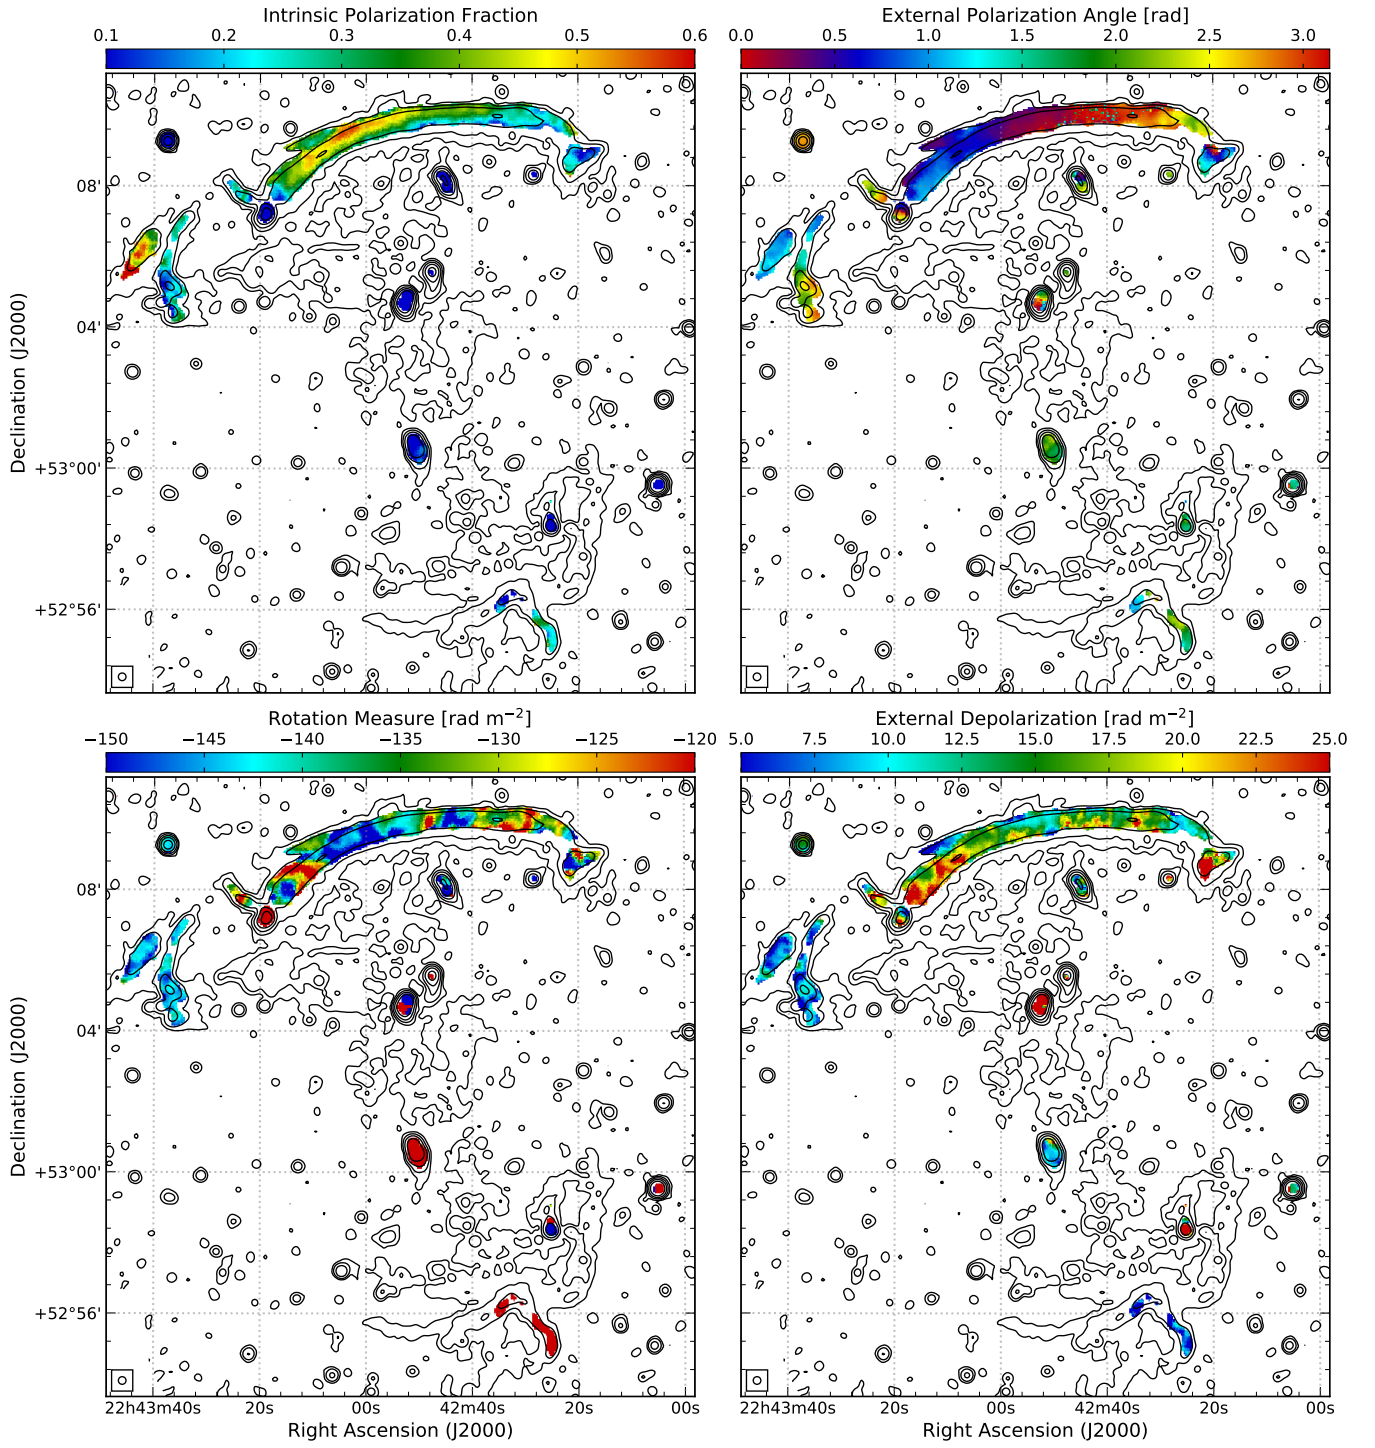 Intrinsic Polarization Fraction
0.1 0.2 0.3 0.4 0.5 0.6
External Polarization Angle [rad]
0.0 0.5 1.0 1.5 2.0 2.5 3.0
Declination (J2000)
08'
04'
+53°00'
+52°56'
Rotation Measure [rad m−2]
−150 −145 −140 −135 −130 −125 −120
External Depolarization [rad m−2]
5.0 7.5 10.0 12.5 15.0 17.5 20.0 22.5 25.0
Declination (J2000)
08'
04'
+53°00'
+52°56'
22h43m40s 20s 00s 42m40s 20s 00s
Right Ascension (J2000)
22h43m40s 20s 00s 42m40s 20s 00s
Right Ascension (J2000)